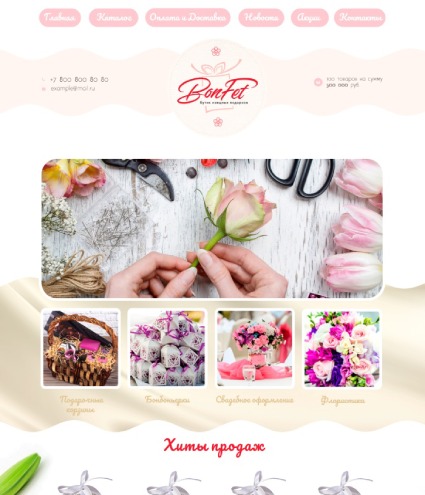 Главная Каталог Оплата и Доставка Новости Акции Контакты
+7 800 800 80 80
example@mail.ru
BonFet
Бутик изящных подарков
100 товаров на сумму
300 000 руб.
Подарочные корзины
Бонбоньерки
Свадебное оформление
Флористика
Хиты продаж